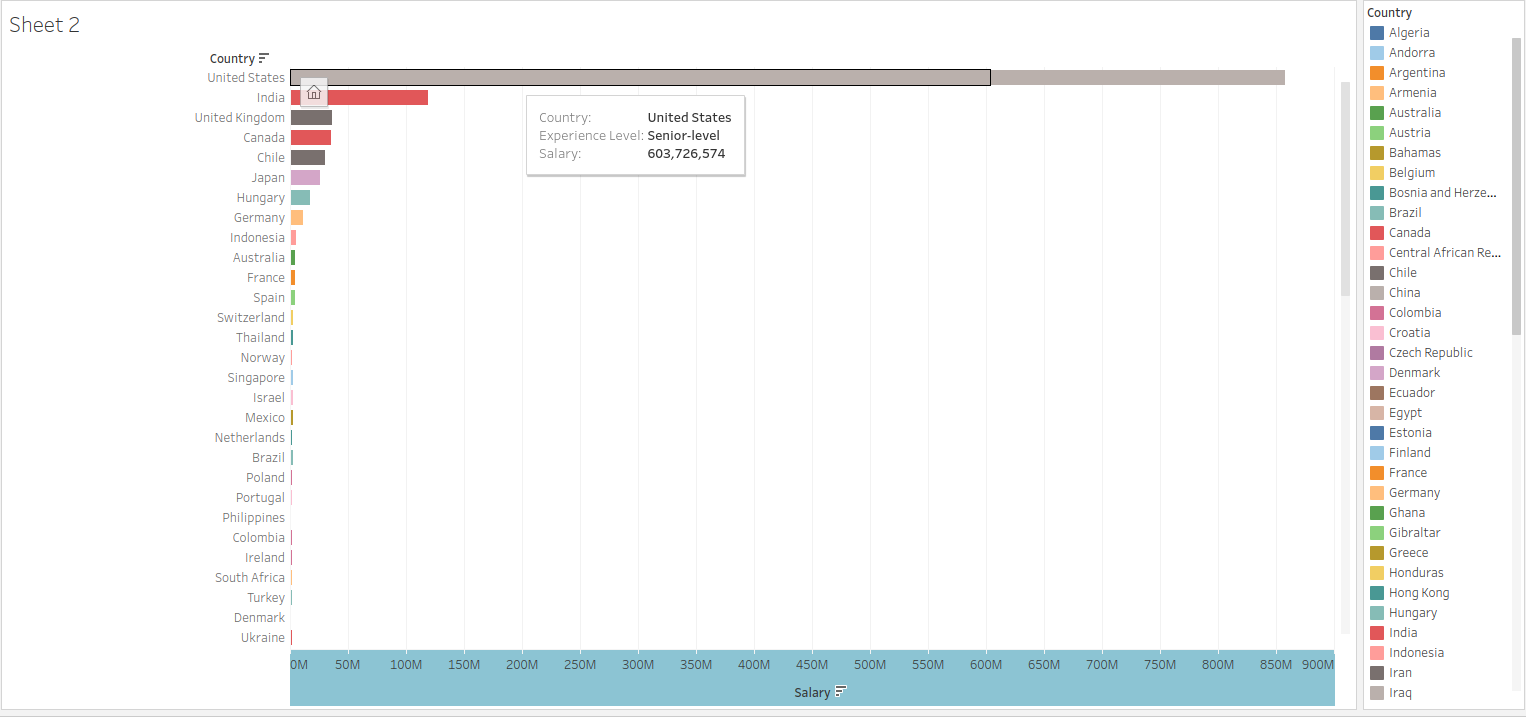 Sheet 2
Country
United States
India
United Kingdom
Canada
Chile
Japan
Hungary
Germany
Indonesia
Australia
France
Spain
Switzerland
Thailand
Norway
Singapore
Israel
Mexico
Netherlands
Brazil
Poland
Portugal
Philippines
Colombia
Ireland
South Africa
Turkey
Denmark
Ukraine
Country: United States
Experience Level: Senior-level
Salary: 603,726,574
0M 50M 100M 150M 200M 250M 300M 350M 400M 450M 500M 550M 600M 650M 700M 750M 800M 850M 900M
Salary
Country
Algeria
Andorra
Argentina
Armenia
Australia
Austria
Bahamas
Belgium
Bosnia and Herze...
Brazil
Canada
Central African Re...
Chile
China
Colombia
Croatia
Czech Republic
Denmark
Ecuador
Egypt
Estonia
Finland
France
Germany
Ghana
Gibraltar
Greece
Honduras
Hong Kong
Hungary
India
Indonesia
Iran
Iraq